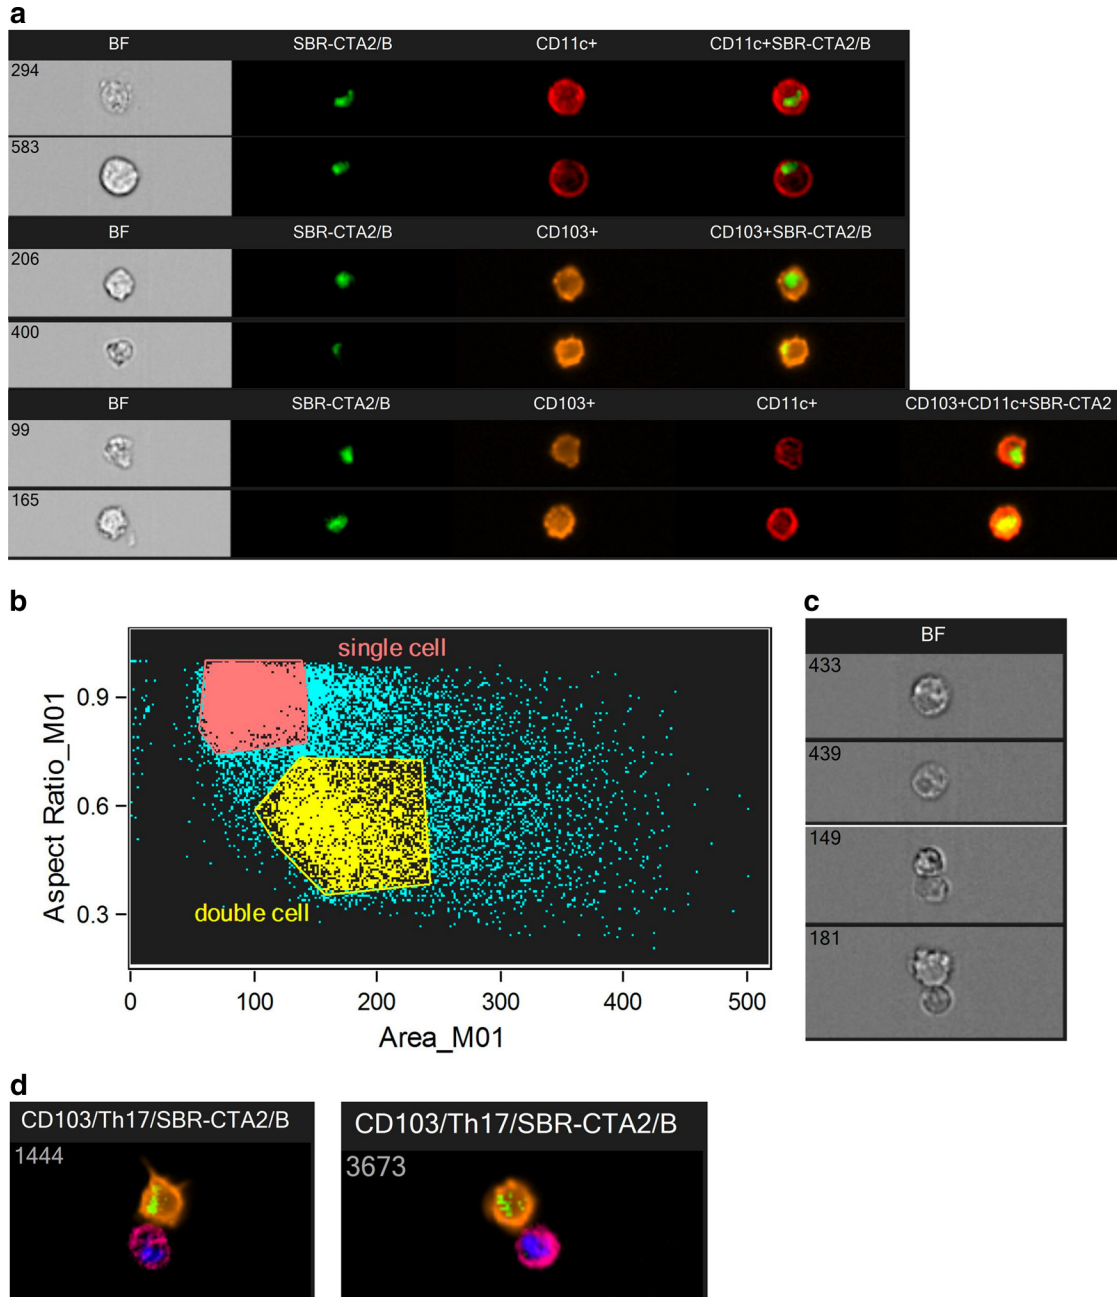 a
BF SBR-CTA2/B CD11c+ CD11c+SBR-CTA2/B
294
583
BF SBR-CTA2/B CD103+ CD103+SBR-CTA2/B
206
400
BF SBR-CTA2/B CD103+ CD11c+ CD103+CD11c+SBR-CTA2
99
165
b
single cell
double cell
Aspect Ratio_M01
0.9
0.6
0.3
0 100 200 300 400 500
Area_M01
c
BF
433
439
149
181
d
CD103/Th17/SBR-CTA2/B
1444
CD103/Th17/SBR-CTA2/B
3673